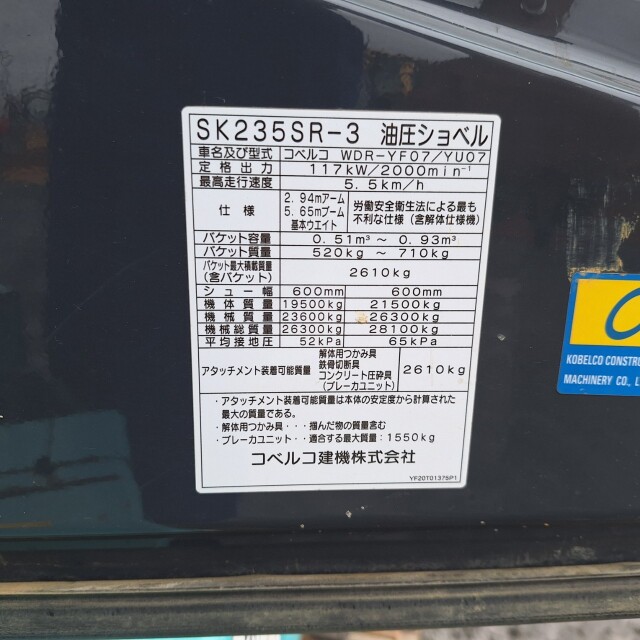 SK235SR-3 油圧ショベル
車名及び型式 コベルコ WDR-YF07/YU07
定格出力 117kW/2000min⁻¹
最高走行速度 5.5km/h
仕様 2.94mアーム 5.65mブーム 基本ウエイト 労働安全衛生法による最も不利な仕様(含解体仕様機)
バケット容量 0.51m³ ~ 0.93m³
バケット質量 520kg ~ 710kg
バケット最大積載質量(含バケット) 2610kg
シュー幅 600mm 600mm
機体質量 19500kg 21500kg
機械質量 23600kg 26300kg
機械総質量 26300kg 28100kg
平均接地圧 52kPa 65kPa
アタッチメント装着可能質量 解体用つかみ具 鉄骨切断具 コンクリート圧砕具 (ブレーカユニット) 2610kg
・アタッチメント装着可能質量は本体の安定度から計算された
最大の質量である。
・解体用つかみ具・・・掴んだ物の質量含む
・ブレーカユニット・・適合する最大質量:1550kg
コベルコ建機株式会社
YF20T01375P1
KOBELCO CONSTRUC
MACHINERY CO., L